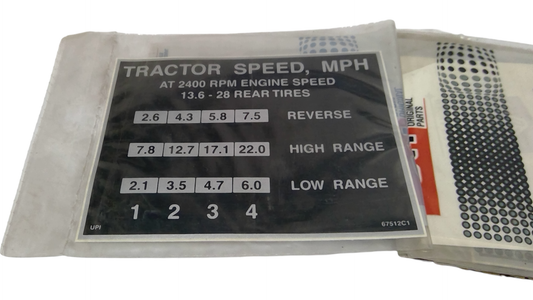 TRACTOR SPEED, MPH
AT 2400 RPM ENGINE SPEED
13.6 - 28 REAR TIRES
2.6 4.3 5.8 7.5 REVERSE
7.8 12.7 17.1 22.0 HIGH RANGE
2.1 3.5 4.7 6.0 LOW RANGE
1 2 3 4
UPI 67512C1
ORIGINAL
PARTS